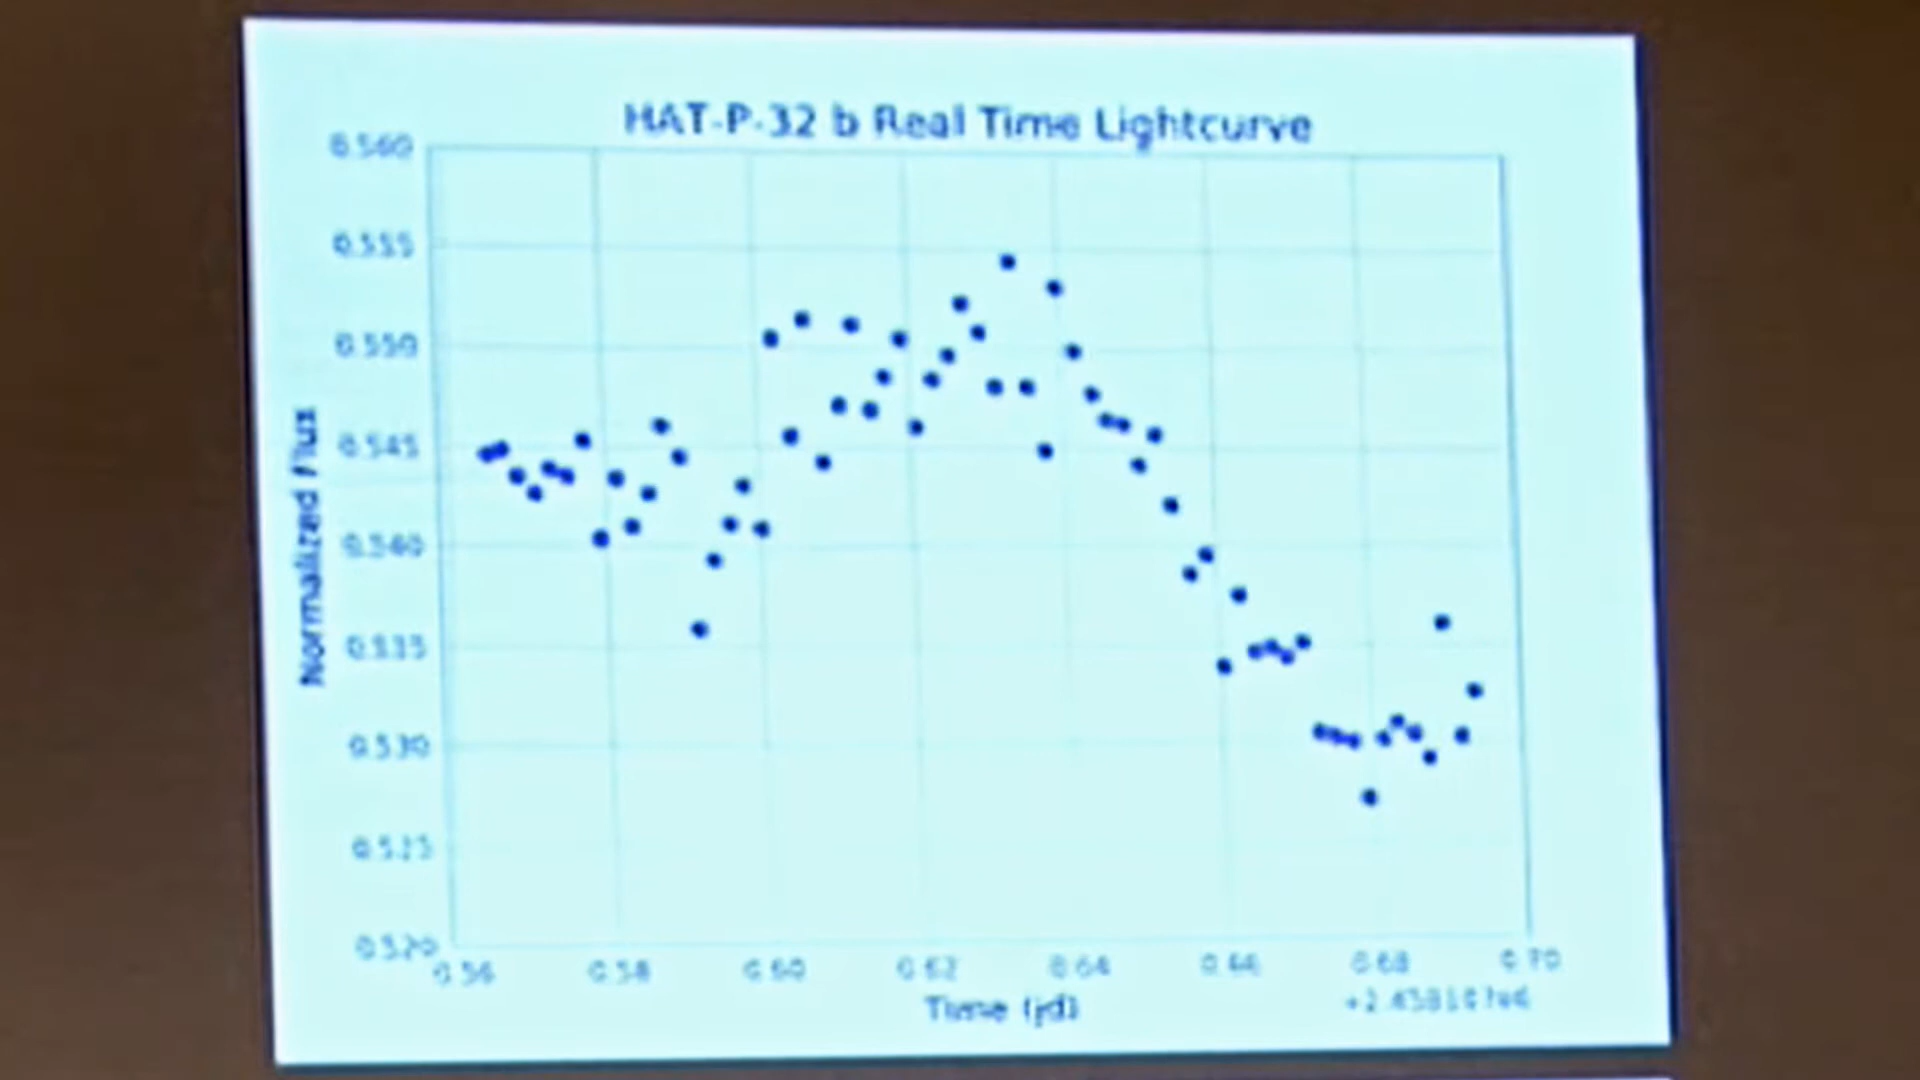 HAT-P-32 b Real Time Lightcurve
0.560
0.555
0.550
0.545
0.540
0.535
0.530
0.525
0.520
Normalized Flux
0.56 0.58 0.60 0.62 0.64 0.66 0.68 0.70
Time (jd)